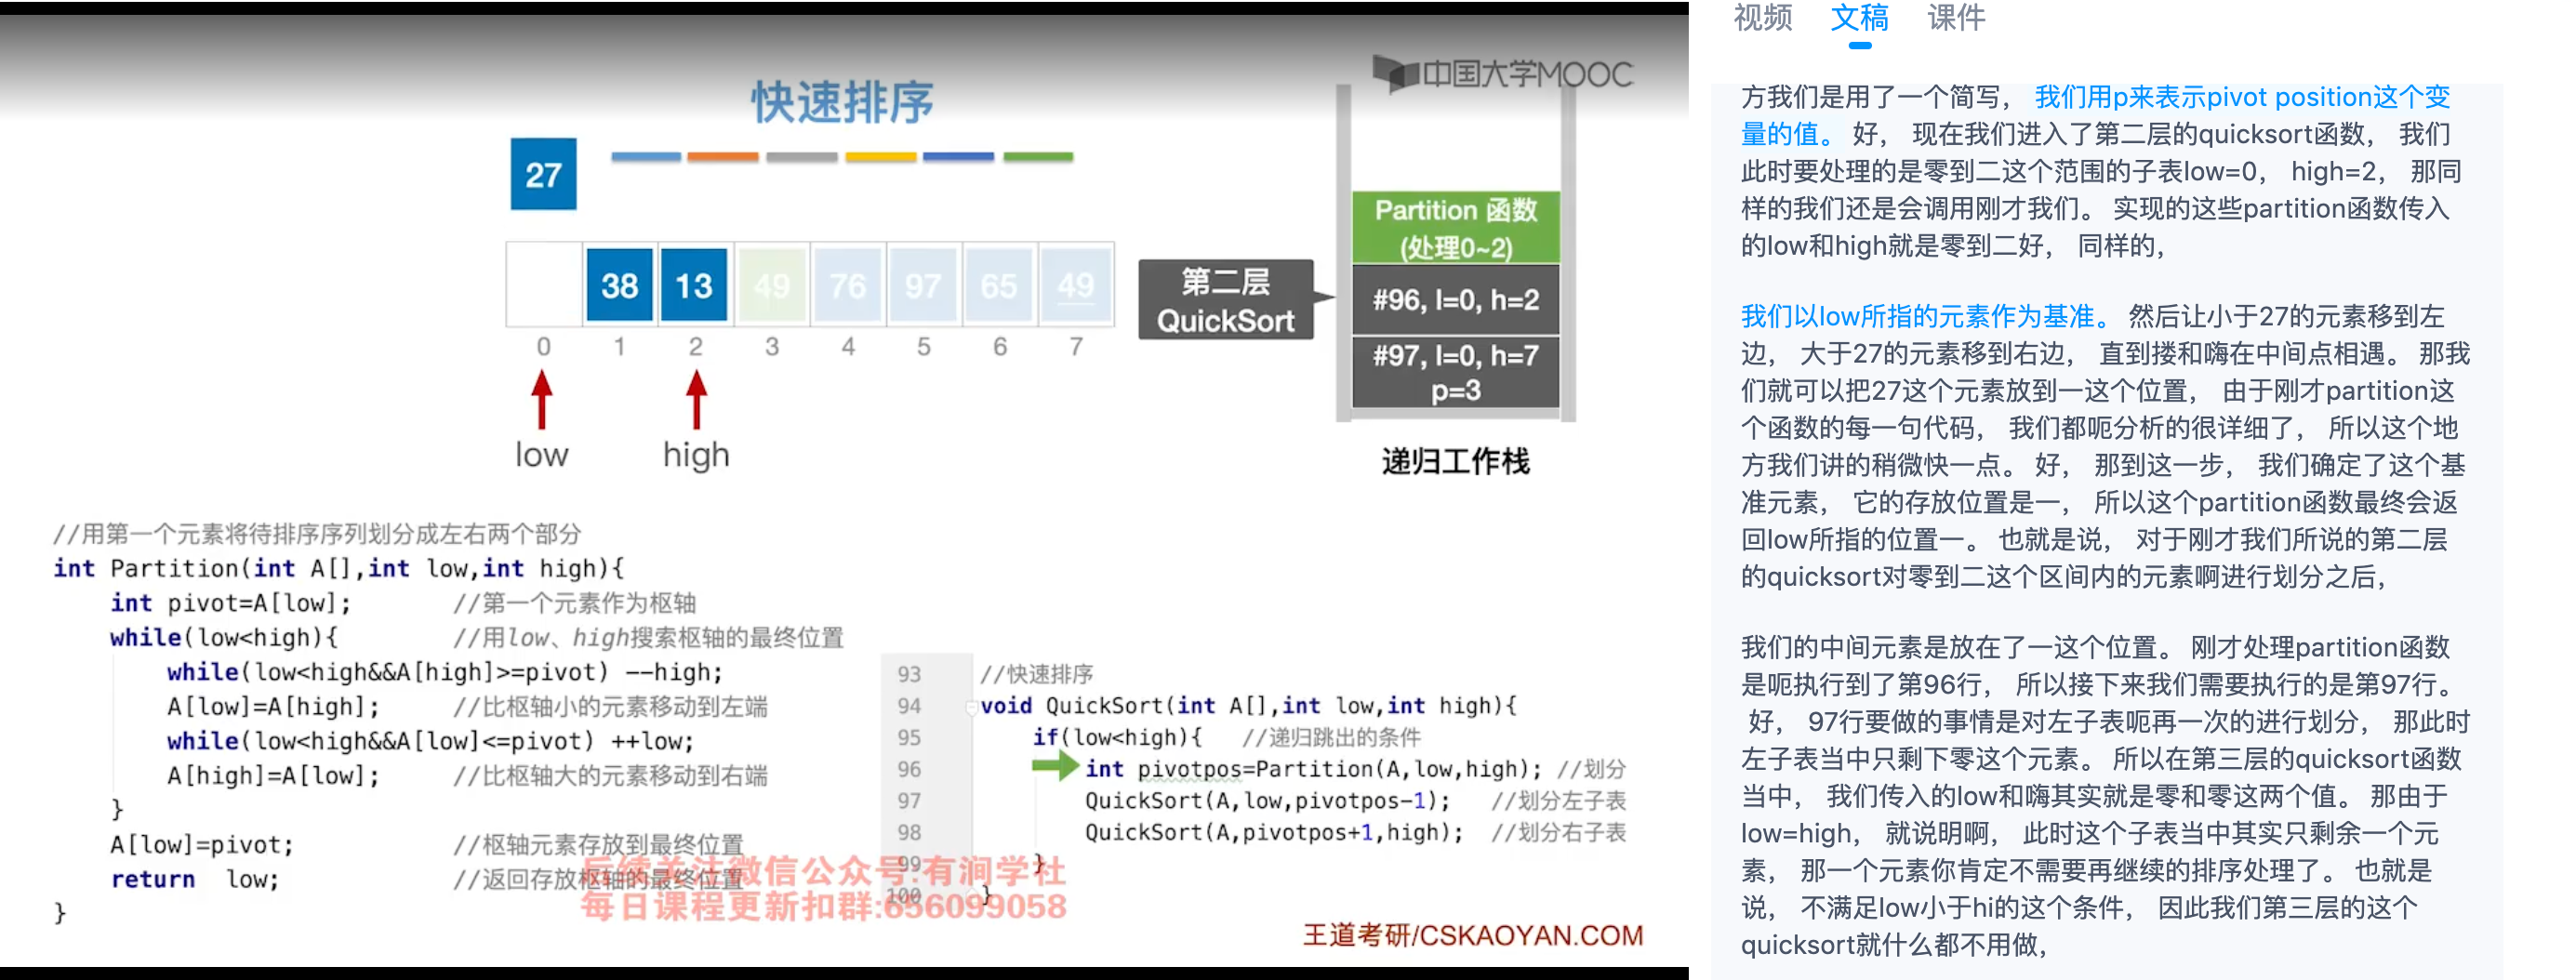 中国大学MOOC
快速排序
27
38 13 49 76 97 65 49
0 1 2 3 4 5 6 7
low high
第二层
QuickSort
Partition 函数
(处理0~2)
#96, l=0, h=2
#97, l=0, h=7
p=3
递归工作栈
//用第一个元素将待排序序列划分成左右两个部分
int Partition(int A[],int low,int high){
int pivot=A[low]; //第一个元素作为枢轴
while(low<high){ //用low、high搜索枢轴的最终位置
while(low<high&&A[high]>=pivot) --high;
A[low]=A[high]; //比枢轴小的元素移动到左端
while(low<high&&A[low]<=pivot) ++low;
A[high]=A[low]; //比枢轴大的元素移动到右端
}
A[low]=pivot; //枢轴元素存放到最终位置
return low; //返回存放枢轴的最终位置
}
93 //快速排序
94 void QuickSort(int A[],int low,int high){
95 if(low<high){ //递归跳出的条件
96 int pivotpos=Partition(A,low,high); //划分
97 QuickSort(A,low,pivotpos-1); //划分左子表
98 QuickSort(A,pivotpos+1,high); //划分右子表
99 }
100 }
后续关注微信公众号:有涧学社
每日课程更新扣群:656099058
王道考研/CSKAOYAN.COM
视频 文稿 课件
方我们是用了一个简写， 我们用p来表示pivot position这个变
量的值。 好， 现在我们进入了第二层的quicksort函数， 我们
此时要处理的是零到二这个范围的子表low=0， high=2， 那同
样的我们还是会调用刚才我们。 实现的这些partition函数传入
的low和high就是零到二好， 同样的，
我们以low所指的元素作为基准。 然后让小于27的元素移到左
边， 大于27的元素移到右边， 直到搂和嗨在中间点相遇。 那我
们就可以把27这个元素放到一这个位置， 由于刚才partition这
个函数的每一句代码， 我们都呃分析的很详细了， 所以这个地
方我们讲的稍微快一点。 好， 那到这一步， 我们确定了这个基
准元素， 它的存放位置是一， 所以这个partition函数最终会返
回low所指的位置一。 也就是说， 对于刚才我们所说的第二层
的quicksort对零到二这个区间内的元素啊进行划分之后，
我们的中间元素是放在了一这个位置。 刚才处理partition函数
是呃执行到了第96行， 所以接下来我们需要执行的是第97行。
好， 97行要做的事情是对左子表呃再一次的进行划分， 那此时
左子表当中只剩下零这个元素。 所以在第三层的quicksort函数
当中， 我们传入的low和嗨其实就是零和零这两个值。 那由于
low=high， 就说明啊， 此时这个子表当中其实只剩余一个元
素， 那一个元素你肯定不需要再继续的排序处理了。 也就是
说， 不满足low小于hi的这个条件， 因此我们第三层的这个
quicksort就什么都不用做，